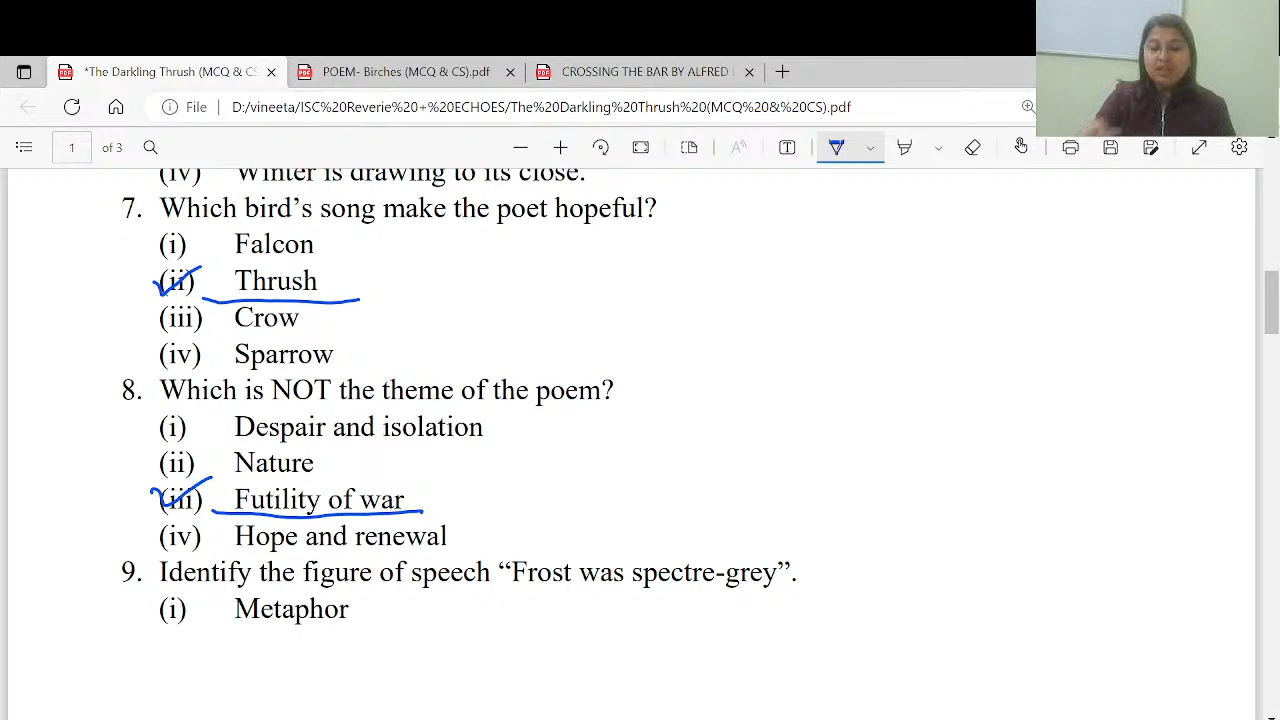 *The Darkling Thrush (MCQ & CS
POEM- Birches (MCQ & CS).pdf
CROSSING THE BAR BY ALFRED
File
D:/vineeta/ISC%20Reverie%20+%20ECHOES/The%20Darkling%20Thrush%20(MCQ%20&%20CS).pdf
1 of 3
(iv) Winter is drawing to its close.
7. Which bird’s song make the poet hopeful?
(i) Falcon
(ii) Thrush
(iii) Crow
(iv) Sparrow
8. Which is NOT the theme of the poem?
(i) Despair and isolation
(ii) Nature
(iii) Futility of war
(iv) Hope and renewal
9. Identify the figure of speech “Frost was spectre-grey”.
(i) Metaphor